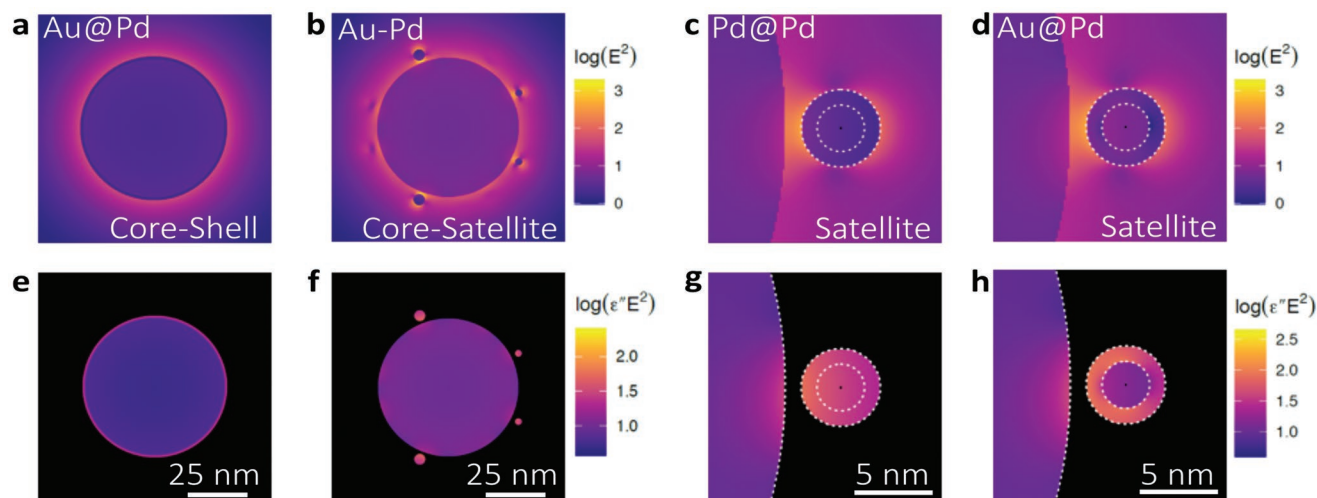 a Au@Pd
Core-Shell
b Au-Pd
Core-Satellite
log(E²)
3
2
1
0
c Pd@Pd
Satellite
d Au@Pd
Satellite
log(E²)
3
2
1
0
e
25 nm
f
25 nm
log(ε″E²)
2.0
1.5
1.0
g
5 nm
h
5 nm
log(ε″E²)
2.5
2.0
1.5
1.0